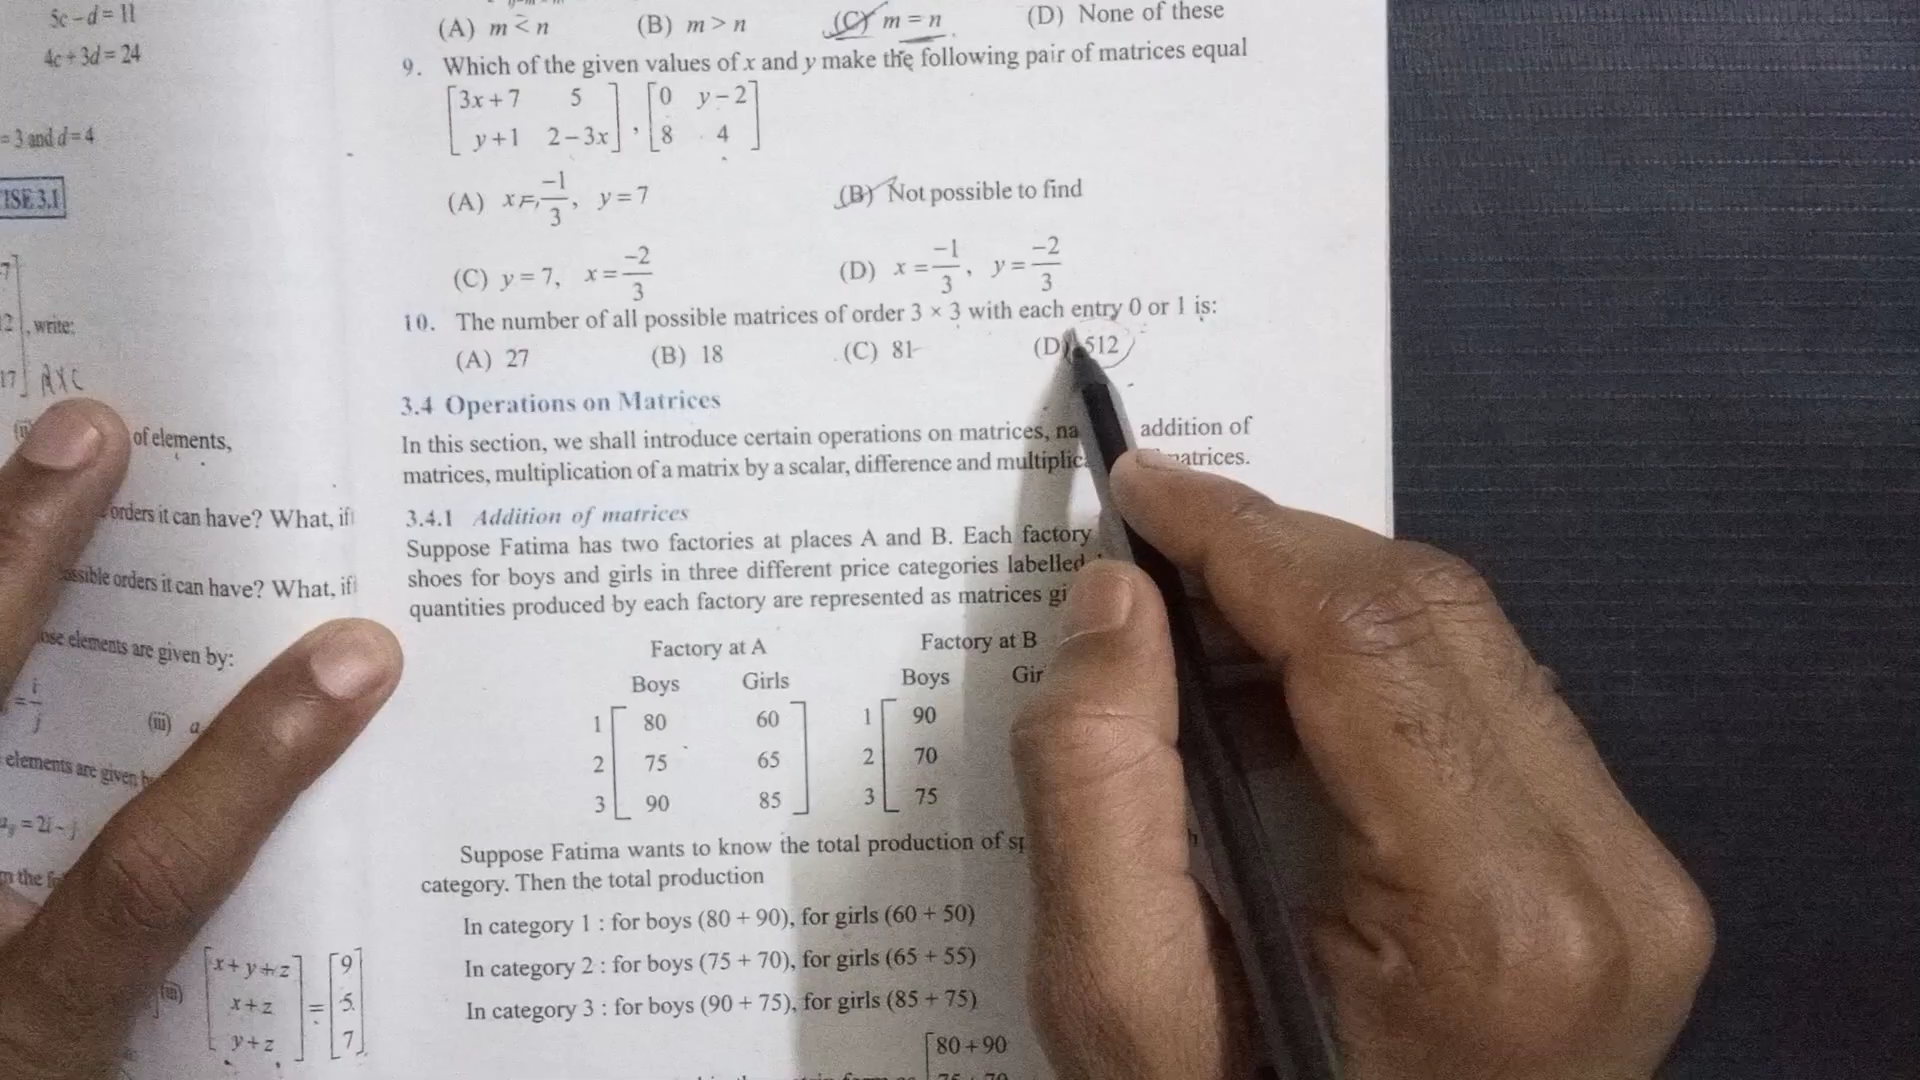 5c – d = 11
4c + 3d = 24
= 3 and d = 4
ISE 3.1
, write:
17] A×C
of elements,
orders it can have? What, if
possible orders it can have? What, if
elements are given by:
= i/j (iii) a
elements are given
= 2i – j
(iii) [x+y+z
x+z
y+z] = [9
5
7]
(A) m < n (B) m > n (C) m = n (D) None of these
9. Which of the given values of x and y make the following pair of matrices equal
[3x + 7 5
y + 1 2 – 3x], [0 y – 2
8 4]
(A) x = –1/3, y = 7 (B) Not possible to find
(C) y = 7, x = –2/3 (D) x = –1/3, y = –2/3
10. The number of all possible matrices of order 3 × 3 with each entry 0 or 1 is:
(A) 27 (B) 18 (C) 81 (D) 512
3.4 Operations on Matrices
In this section, we shall introduce certain operations on matrices, na addition of
matrices, multiplication of a matrix by a scalar, difference and multiplic matrices.
3.4.1 Addition of matrices
Suppose Fatima has two factories at places A and B. Each factory
shoes for boys and girls in three different price categories labelled
quantities produced by each factory are represented as matrices gi
Factory at A Factory at B
Boys Girls Boys Gir
1 [80 60] 1 [90
2 [75 65] 2 [70
3 [90 85] 3 [75
Suppose Fatima wants to know the total production of
category. Then the total production
In category 1 : for boys (80 + 90), for girls (60 + 50)
In category 2 : for boys (75 + 70), for girls (65 + 55)
In category 3 : for boys (90 + 75), for girls (85 + 75)
[80 + 90